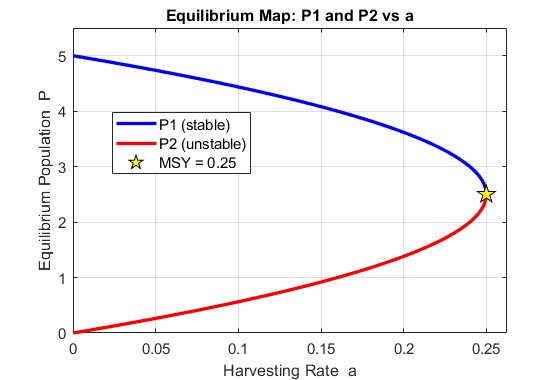 Equilibrium Map: P1 and P2 vs a
Equilibrium Population P
5
4
3
2
1
0
P1 (stable)
P2 (unstable)
MSY = 0.25
0 0.05 0.1 0.15 0.2 0.25
Harvesting Rate a